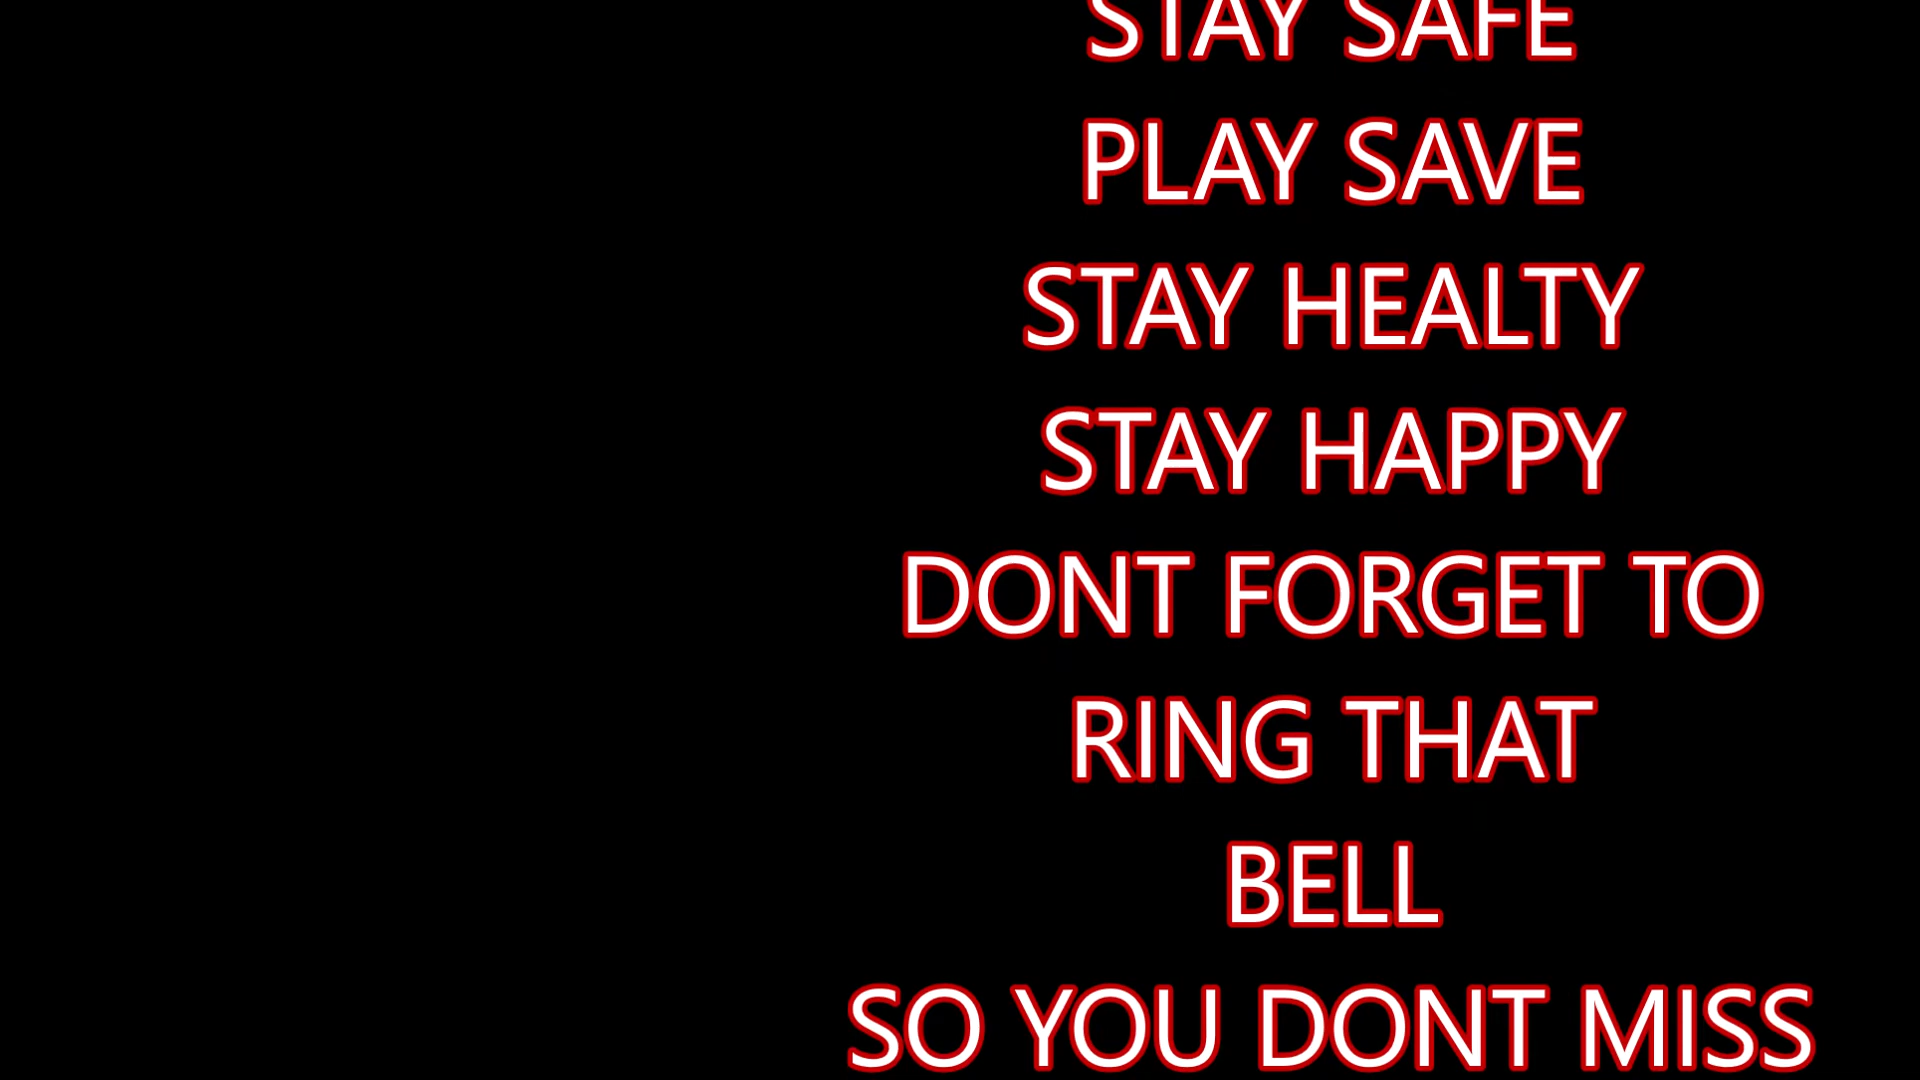 STAY SAFE
PLAY SAVE
STAY HEALTY
STAY HAPPY
DONT FORGET TO
RING THAT
BELL
SO YOU DONT MISS